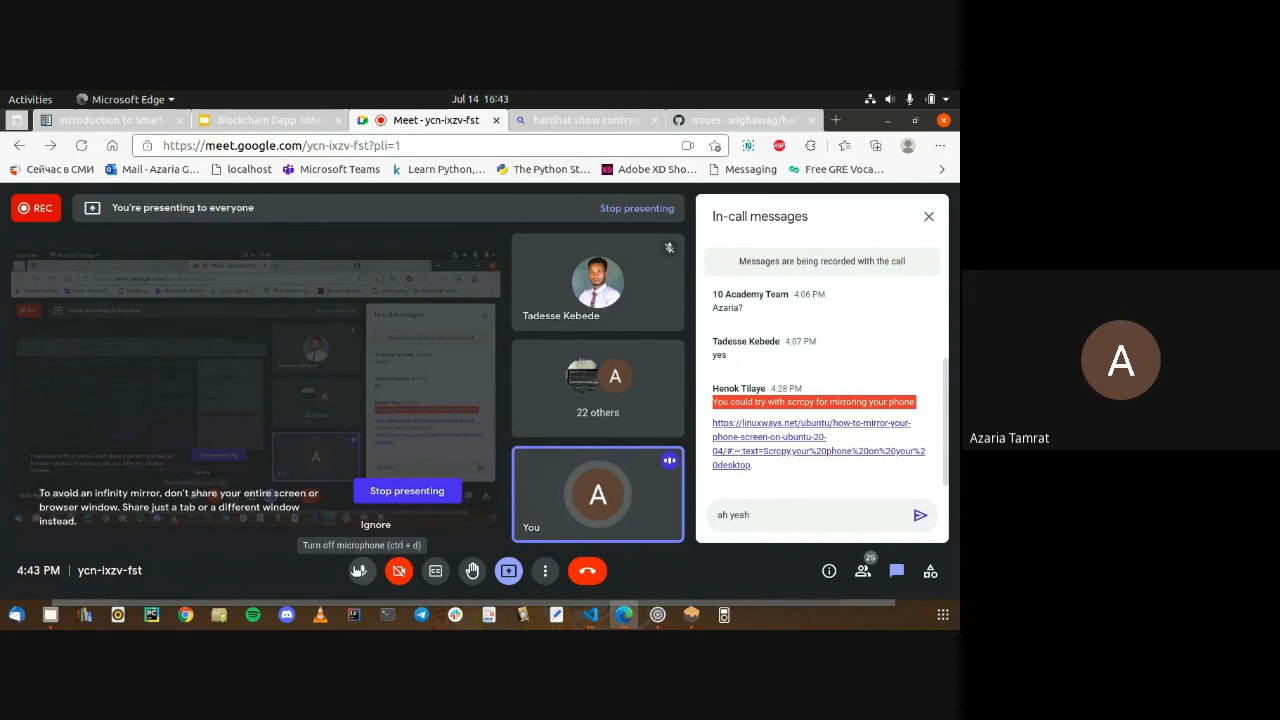 Activities
Microsoft Edge
Jul 14 16:43
Introduction to Smart
Blockchain Dapp 10Ac
Meet - ycn-ixzv-fst
hardhat show contract
Issues · wighawag/har
https://meet.google.com/ycn-ixzv-fst?pli=1
Сейчас в СМИ
Mail - Azaria G...
localhost
Microsoft Teams
Learn Python,...
The Python St...
Adobe XD Sho...
Messaging
Free GRE Voca...
REC
You're presenting to everyone
Stop presenting
In-call messages
Messages are being recorded with the call
10 Academy Team 4:06 PM
Azaria?
Tadesse Kebede 4:07 PM
yes
Henok Tilaye 4:28 PM
You could try with scrcpy for mirroring your phone
https://linuxways.net/ubuntu/how-to-mirror-your-
phone-screen-on-ubuntu-20-
04/#:~:text=Scrcpy,your%20phone%20on%20your%2
0desktop.
ah yeah
Tadesse Kebede
A
22 others
A
You
To avoid an infinity mirror, don't share your entire screen or
browser window. Share just a tab or a different window
instead.
Stop presenting
Ignore
Turn off microphone (ctrl + d)
4:43 PM | ycn-ixzv-fst
25
A
Azaria Tamrat